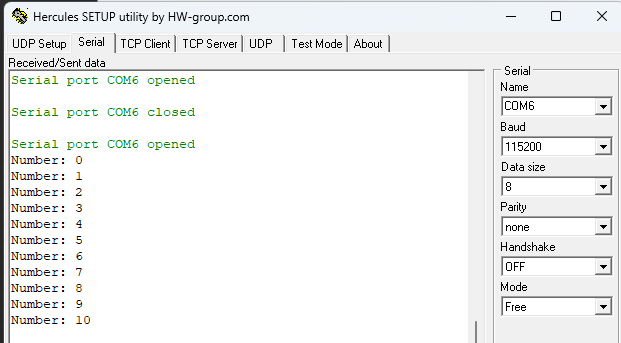 Hercules SETUP utility by HW-group.com
UDP Setup Serial TCP Client TCP Server UDP Test Mode About
Received/Sent data
Serial port COM6 opened
Serial port COM6 closed
Serial port COM6 opened
Number: 0
Number: 1
Number: 2
Number: 3
Number: 4
Number: 5
Number: 6
Number: 7
Number: 8
Number: 9
Number: 10
Serial
Name
COM6
Baud
115200
Data size
8
Parity
none
Handshake
OFF
Mode
Free